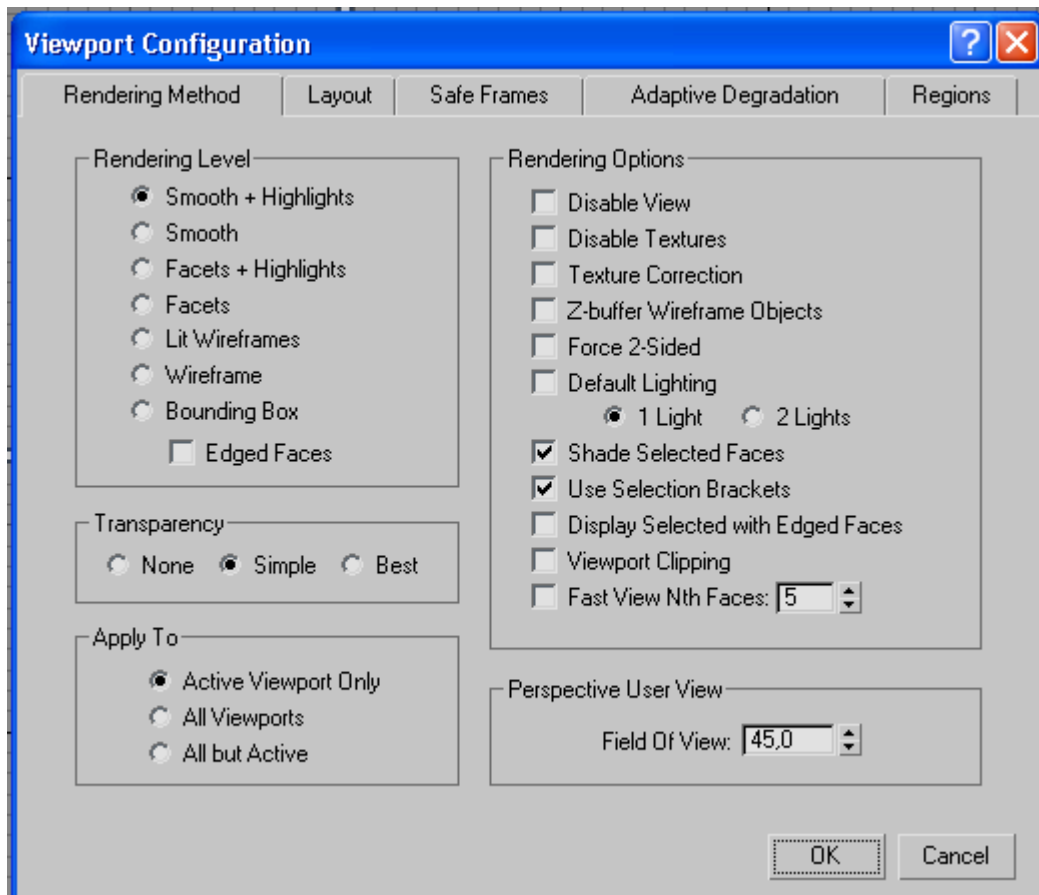 Viewport Configuration
Rendering Method Layout Safe Frames Adaptive Degradation Regions
Rendering Level
Smooth + Highlights
Smooth
Facets + Highlights
Facets
Lit Wireframes
Wireframe
Bounding Box
Edged Faces
Transparency
None Simple Best
Apply To
Active Viewport Only
All Viewports
All but Active
Rendering Options
Disable View
Disable Textures
Texture Correction
Z-buffer Wireframe Objects
Force 2-Sided
Default Lighting
1 Light 2 Lights
Shade Selected Faces
Use Selection Brackets
Display Selected with Edged Faces
Viewport Clipping
Fast View Nth Faces: 5
Perspective User View
Field Of View: 45,0
OK Cancel